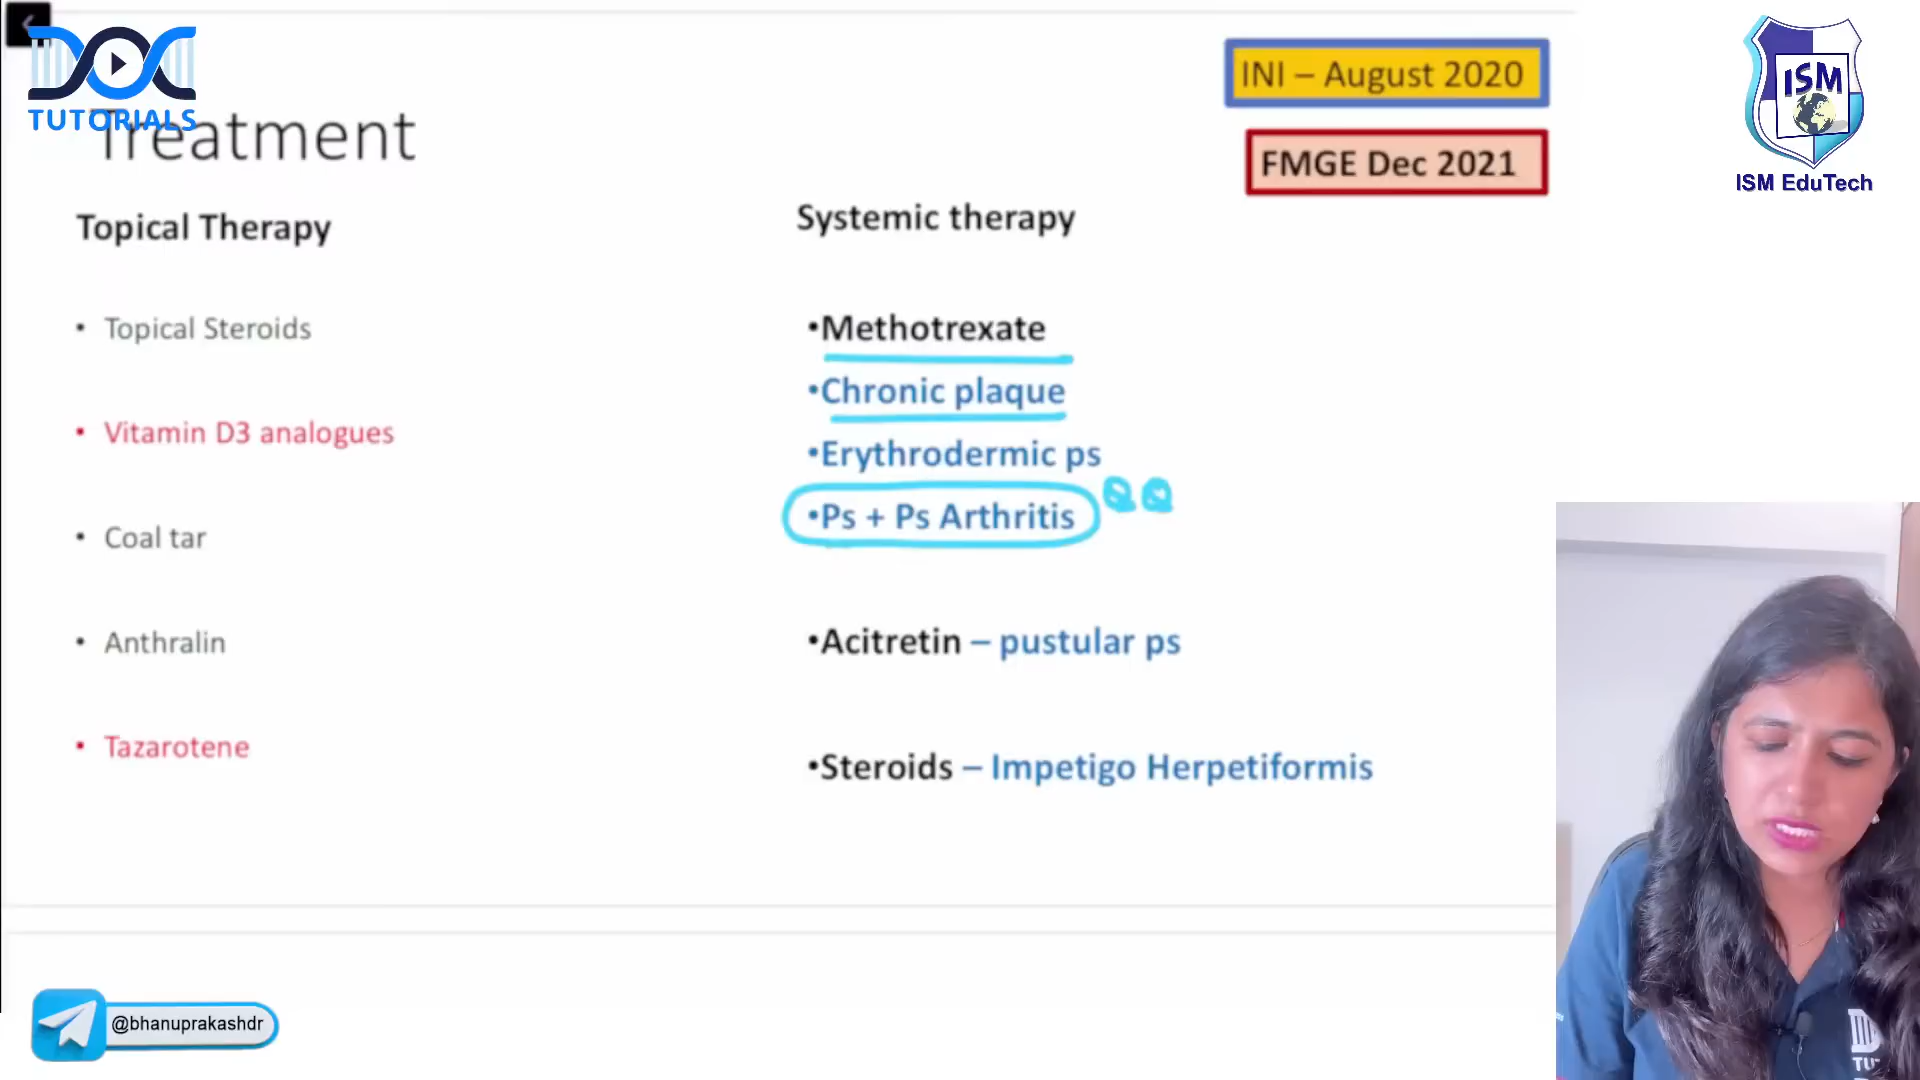 DOC
TUTORIALS
Treatment
INI – August 2020
FMGE Dec 2021
ISM
ISM EduTech
Topical Therapy
• Topical Steroids
• Vitamin D3 analogues
• Coal tar
• Anthralin
• Tazarotene
Systemic therapy
•Methotrexate
•Chronic plaque
•Erythrodermic ps
•Ps + Ps Arthritis
•Acitretin – pustular ps
•Steroids – Impetigo Herpetiformis
@bhanuprakashdr